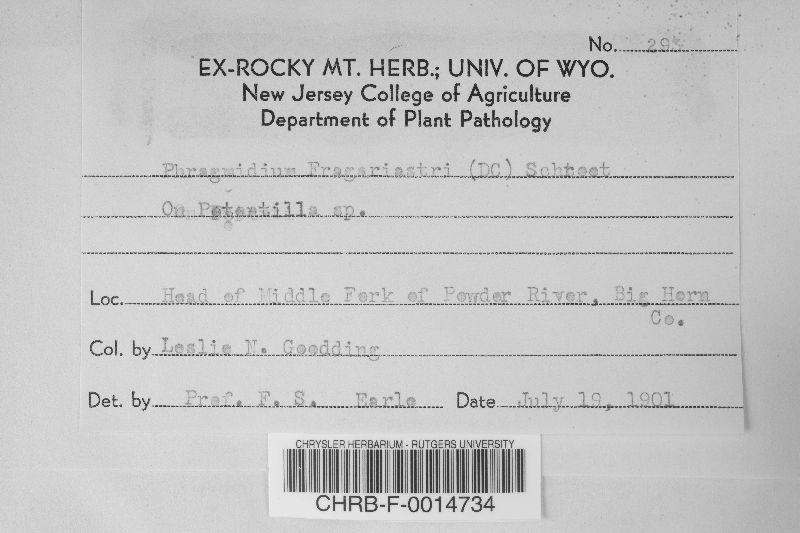 No. 293
EX-ROCKY MT. HERB.; UNIV. OF WYO.
New Jersey College of Agriculture
Department of Plant Pathology
Phragmidium Fragariastri (DC) Schroet
On Potentilla sp.
Loc. Head of Middle Fork of Powder River, Big Horn
Co.
Col. by Leslie N. Goodding
Det. by Prof. F. S. Earle Date July 19, 1901
CHRYSLER HERBARIUM - RUTGERS UNIVERSITY
CHRB-F-0014734